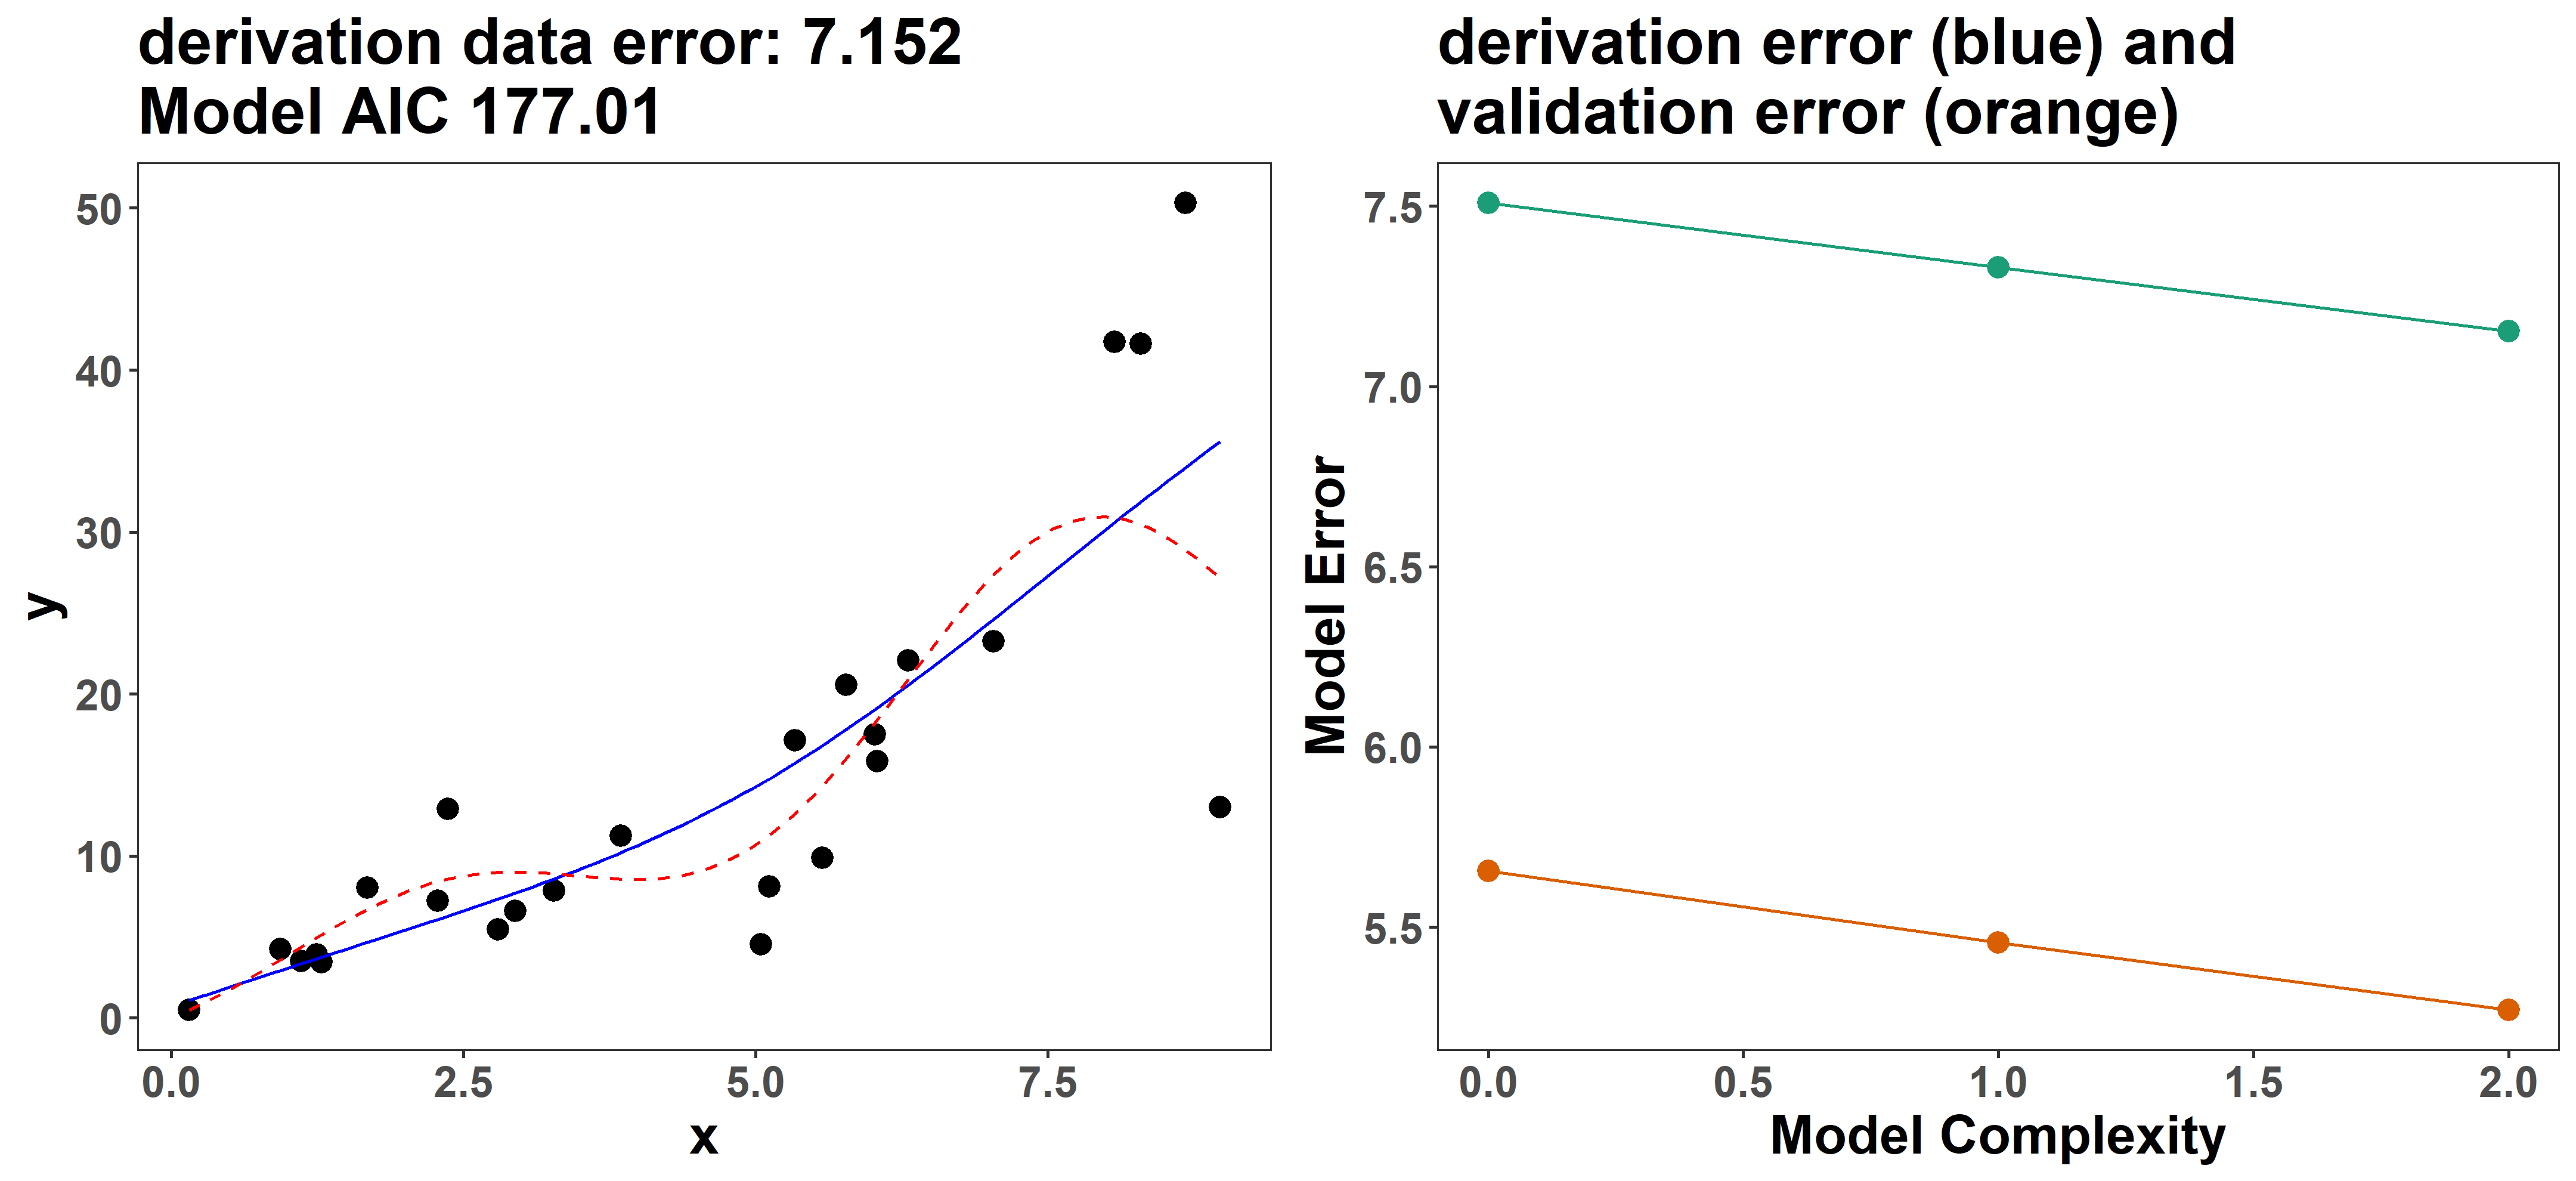 derivation data error: 7.152
Model AIC 177.01
50
40
30
20
10
0
y
0.0 2.5 5.0 7.5
x
derivation error (blue) and
validation error (orange)
7.5
7.0
6.5
6.0
5.5
Model Error
0.0 0.5 1.0 1.5 2.0
Model Complexity